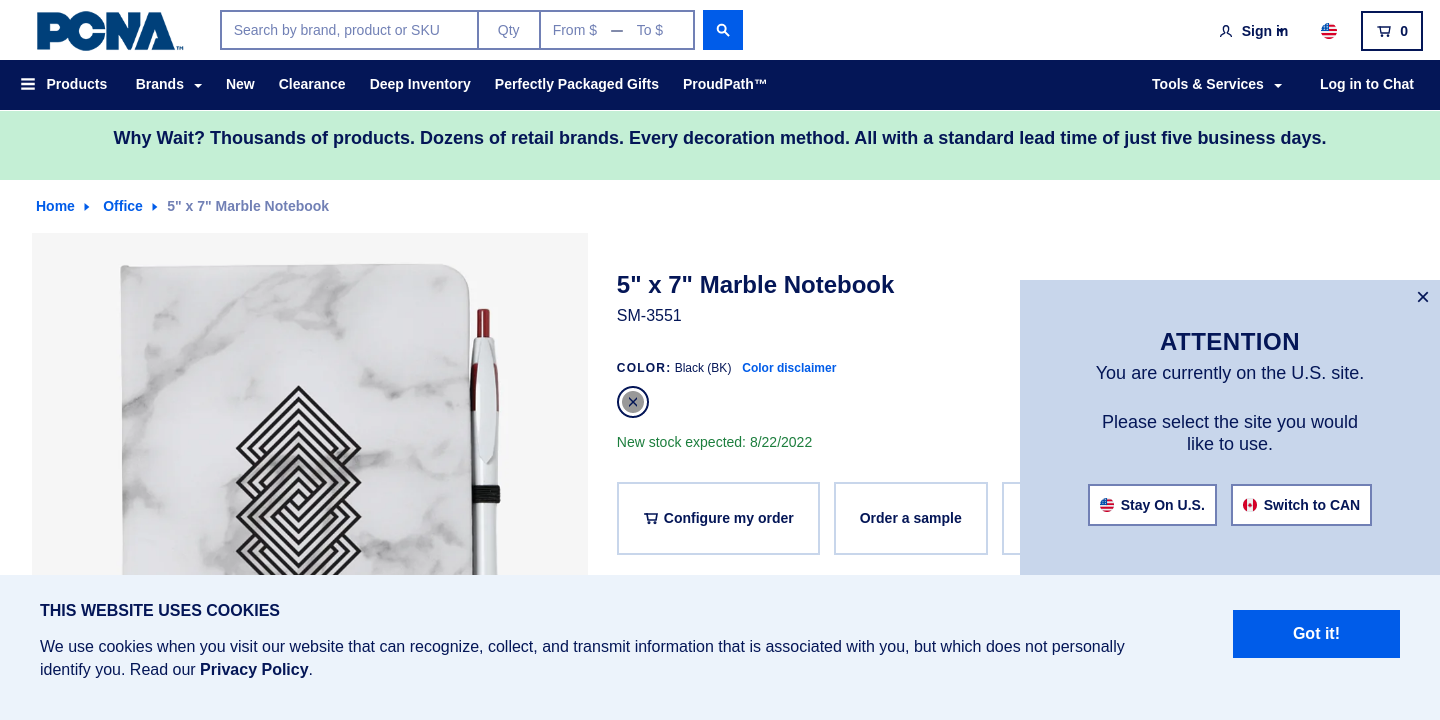 PCNA™
Search by brand, product or SKU
Qty
From $ — To $
Sign in
0
Products
Brands
New
Clearance
Deep Inventory
Perfectly Packaged Gifts
ProudPath™
Tools & Services
Log in to Chat
Why Wait? Thousands of products. Dozens of retail brands. Every decoration method. All with a standard lead time of just five business days.
Home
Office
5" x 7" Marble Notebook
5" x 7" Marble Notebook
SM-3551
COLOR: Black (BK) Color disclaimer
New stock expected: 8/22/2022
Configure my order
Order a sample
×
ATTENTION
You are currently on the U.S. site.
Please select the site you would
like to use.
Stay On U.S.
Switch to CAN
THIS WEBSITE USES COOKIES
We use cookies when you visit our website that can recognize, collect, and transmit information that is associated with you, but which does not personally
identify you. Read our Privacy Policy.
Got it!